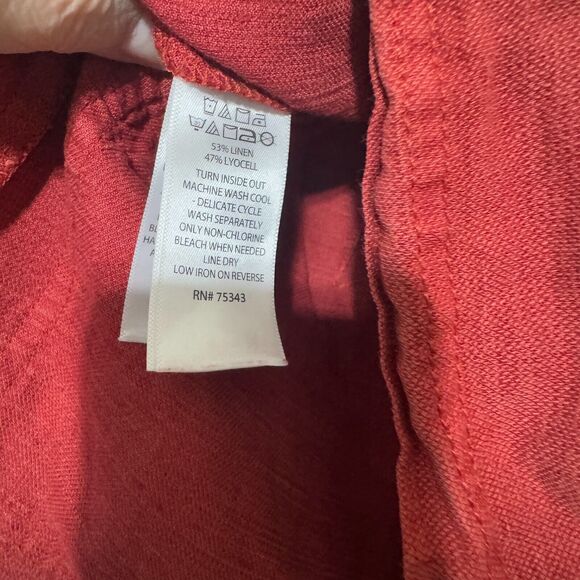 53% LINEN
47% LYOCELL
TURN INSIDE OUT
MACHINE WASH COOL
- DELICATE CYCLE
WASH SEPARATELY
ONLY NON-CHLORINE
BLEACH WHEN NEEDED
LINE DRY
LOW IRON ON REVERSE
RN# 75343